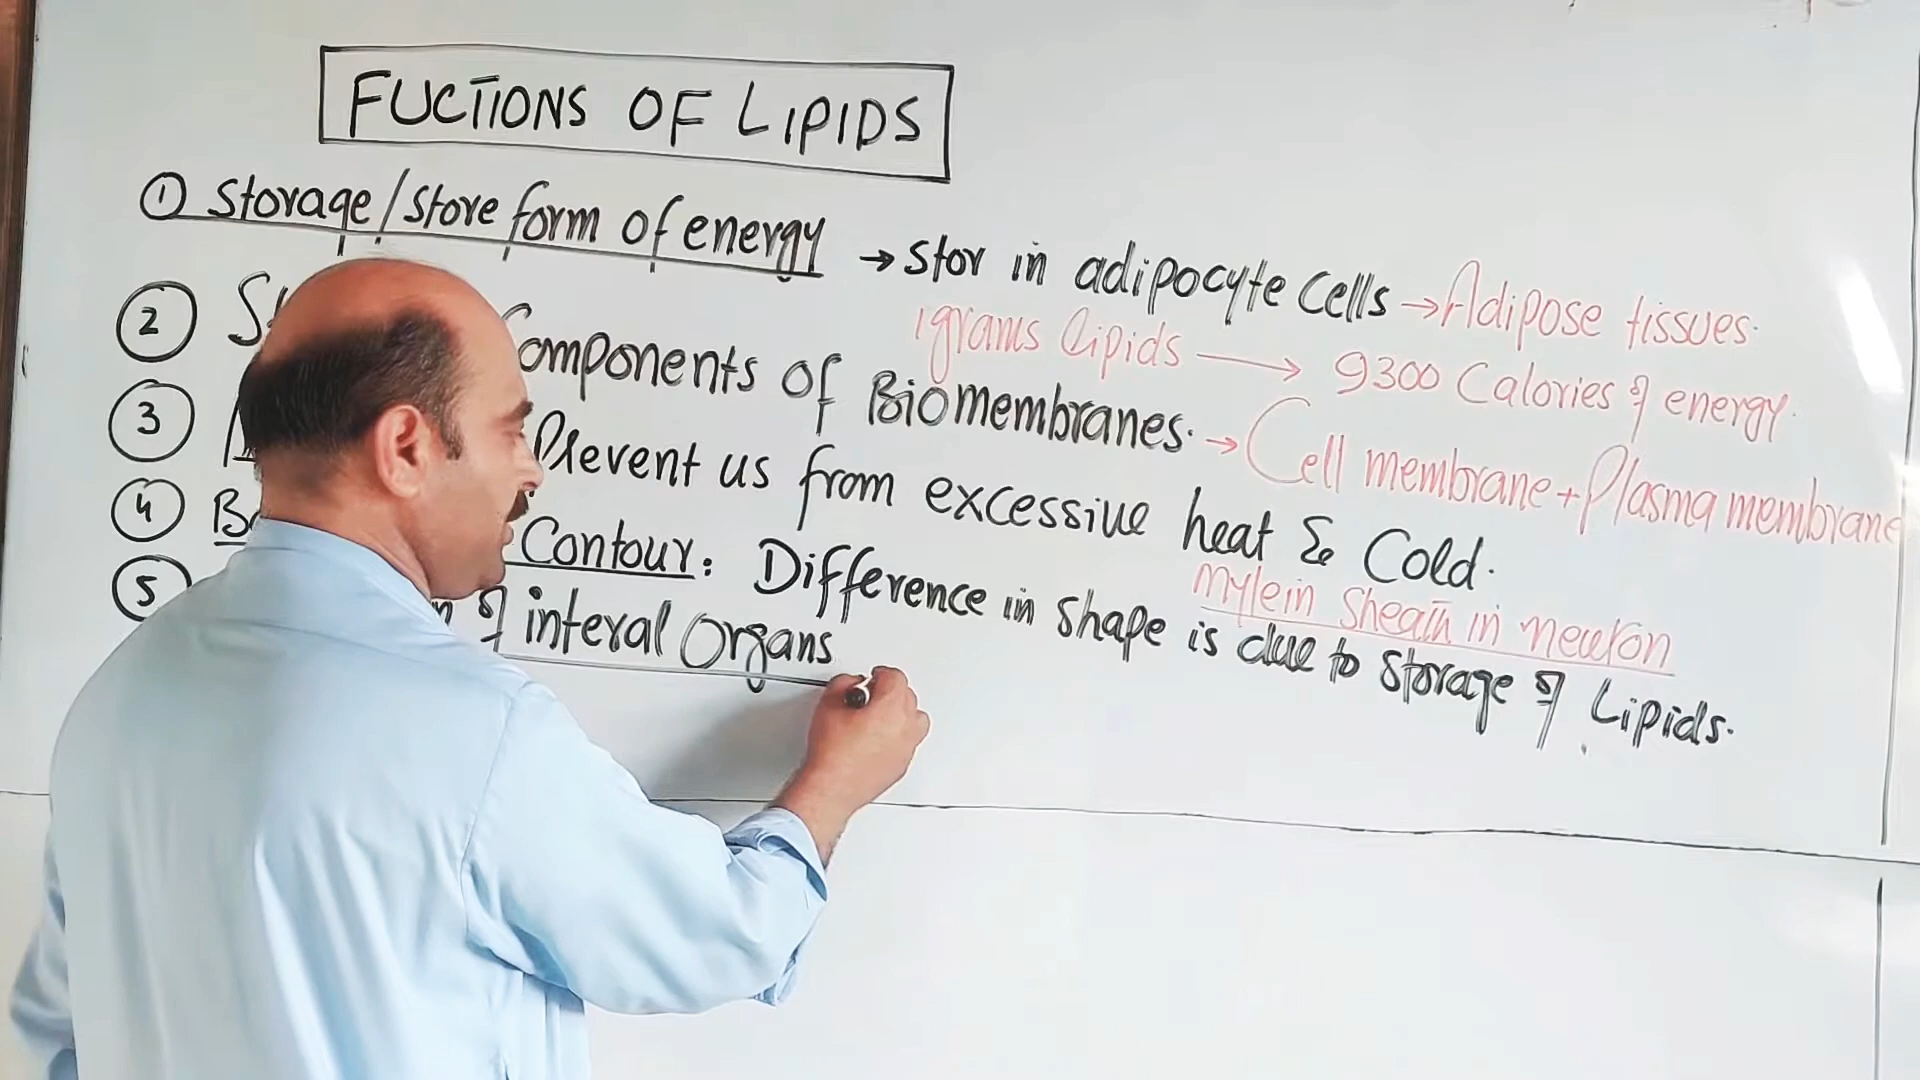 FUCTIONS OF LIPIDS
① Storage/Store form of energy → Stor in adipocyte Cells → Adipose tissues.
1grams lipids → 9300 Calories of energy.
② Components of Biomembranes. → Cell membrane + Plasma membrane
③ Prevent us from excessive heat & Cold.
Mylein Sheath in neuron
④ Contour: Difference in Shape is due to Storage of Lipids.
⑤ of interal Organs